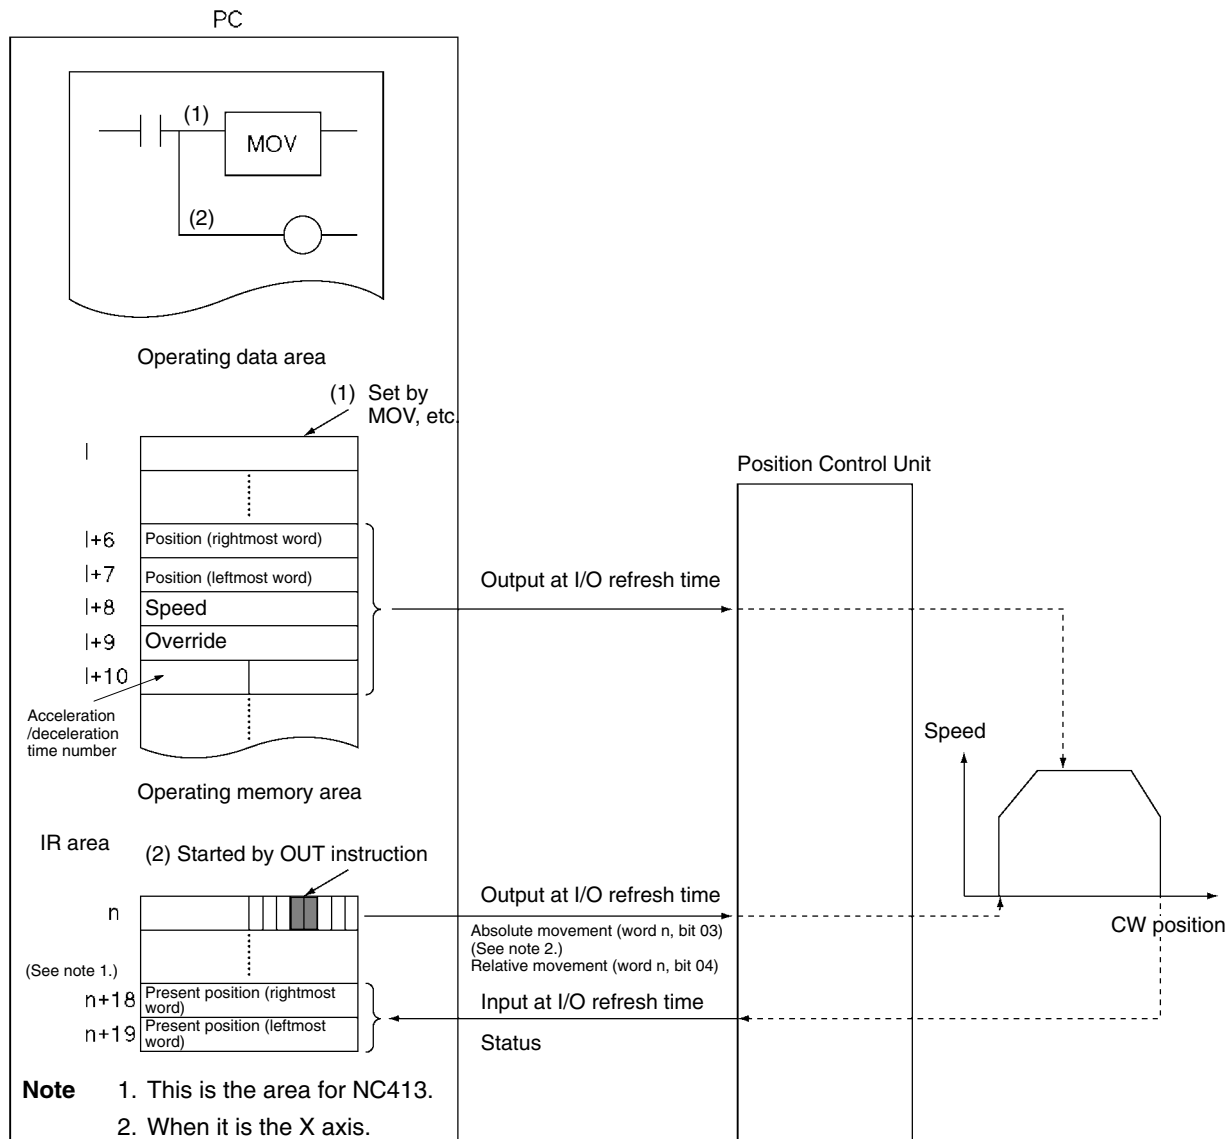 PC
(1)
MOV
(2)
Operating data area
(1) Set by
MOV, etc.
l
l+6 Position (rightmost word)
l+7 Position (leftmost word)
l+8 Speed
l+9 Override
l+10
Acceleration
/deceleration
time number
Operating memory area
IR area
(2) Started by OUT instruction
n
(See note 1.)
n+18 Present position (rightmost
word)
n+19 Present position (leftmost
word)
Position Control Unit
Output at I/O refresh time
Output at I/O refresh time
Absolute movement (word n, bit 03)
(See note 2.)
Relative movement (word n, bit 04)
Input at I/O refresh time
Status
Speed
CW position
Note 1. This is the area for NC413.
2. When it is the X axis.